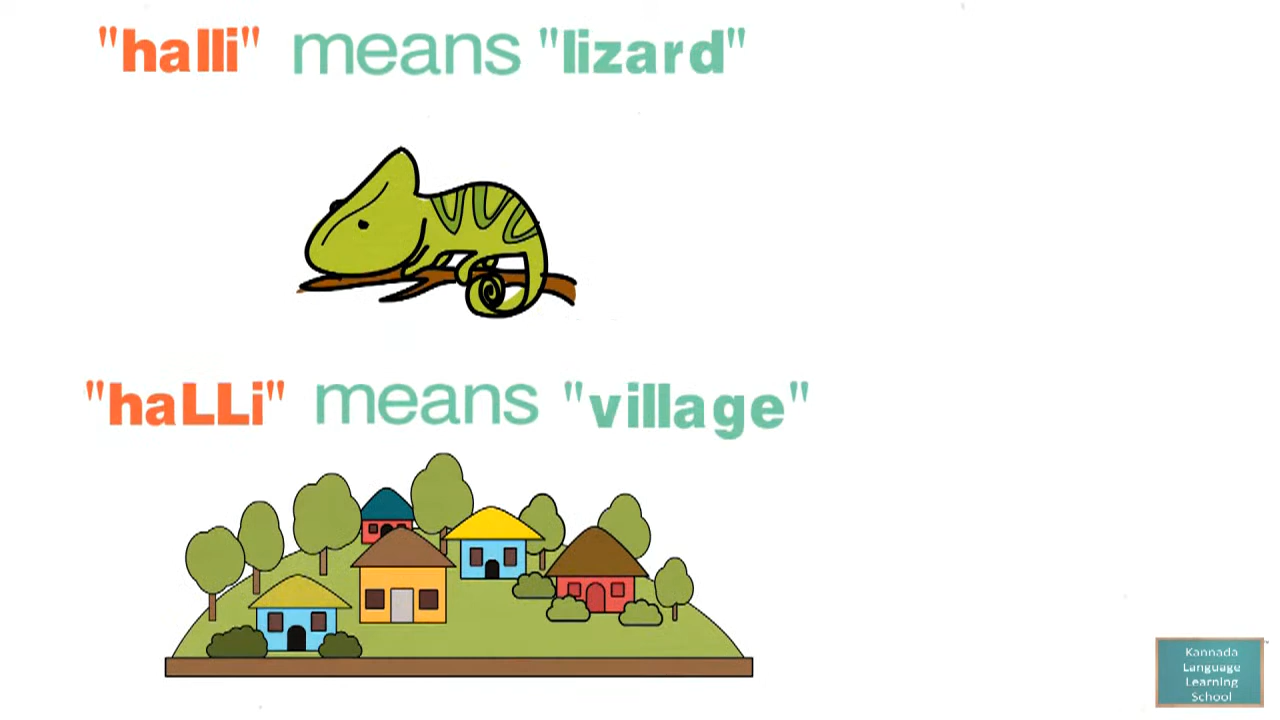 "halli" means "lizard"
"haLLi" means "village"
Kannada
Language
Learning
School